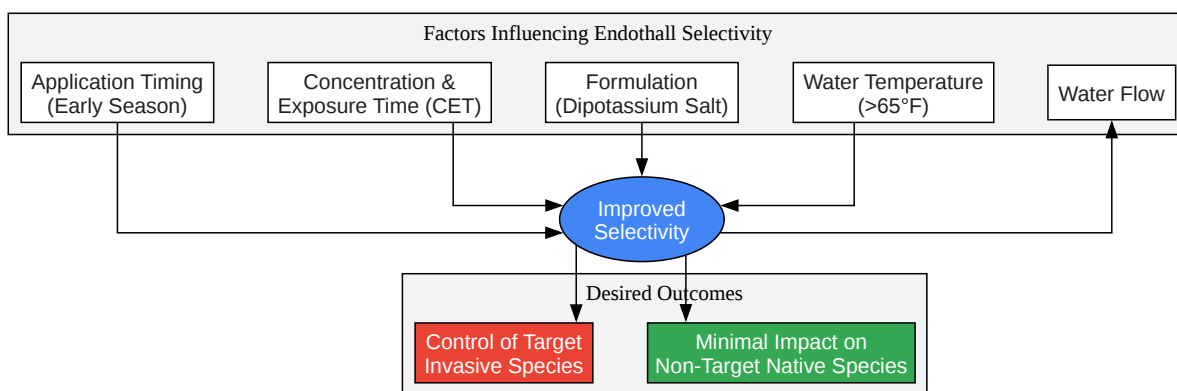 Factors Influencing Endothall Selectivity
Application Timing
(Early Season)
Concentration &
Exposure Time (CET)
Formulation
(Dipotassium Salt)
Water Temperature
(>65°F)
Water Flow
Improved
Selectivity
Desired Outcomes
Control of Target
Invasive Species
Minimal Impact on
Non-Target Native Species